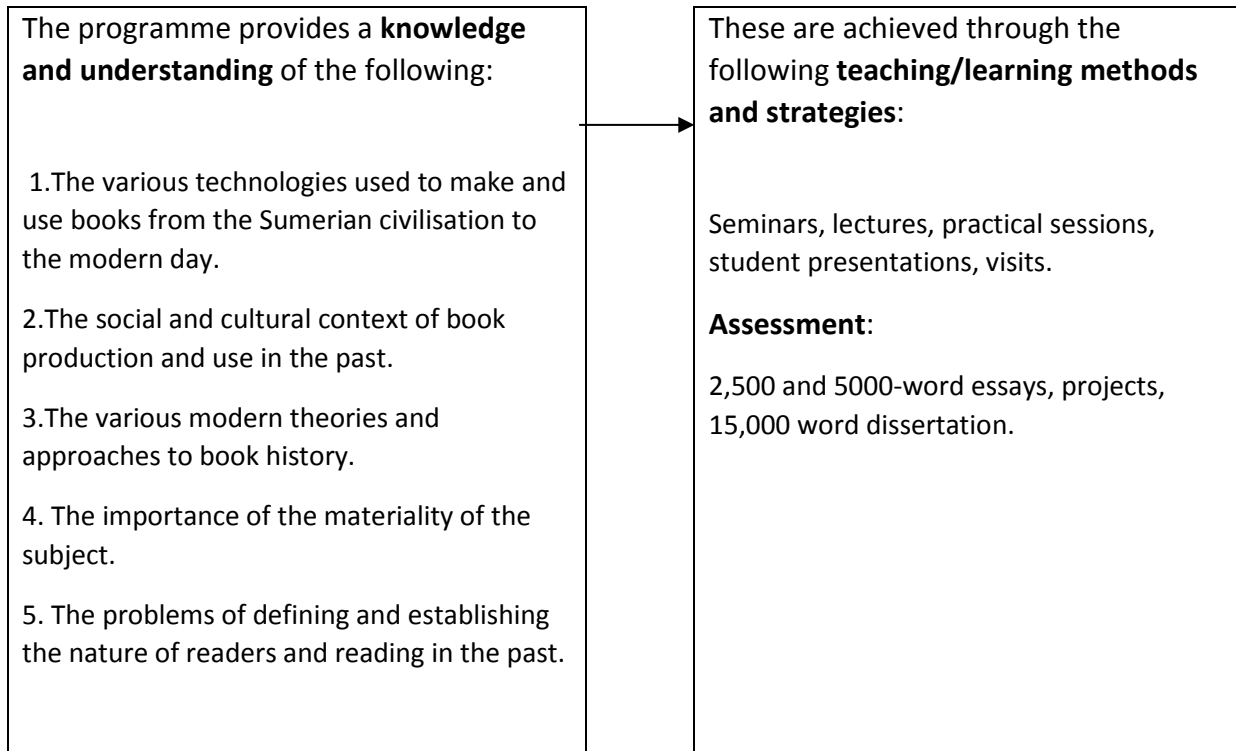 The programme provides a knowledge
and understanding of the following:
1.The various technologies used to make and
use books from the Sumerian civilisation to
the modern day.
2.The social and cultural context of book
production and use in the past.
3.The various modern theories and
approaches to book history.
4. The importance of the materiality of the
subject.
5. The problems of defining and establishing
the nature of readers and reading in the past.
These are achieved through the
following teaching/learning methods
and strategies:
Seminars, lectures, practical sessions,
student presentations, visits.
Assessment:
2,500 and 5000-word essays, projects,
15,000 word dissertation.